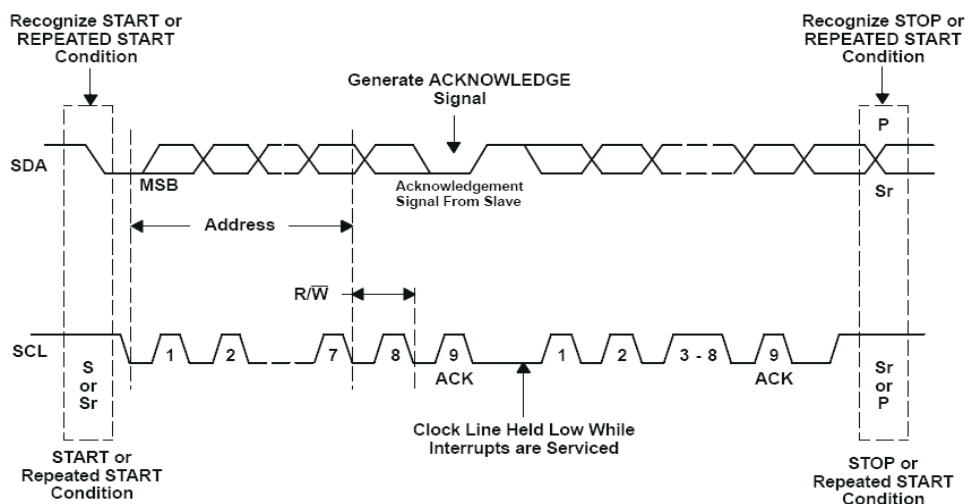 Recognize START or
REPEATED START
Condition
Recognize STOP or
REPEATED START
Condition
Generate ACKNOWLEDGE
Signal
P
SDA
MSB
Acknowledgement
Signal From Slave
Sr
Address
R/W̅
SCL
S
or
Sr
1
2
7
8
9
1
2
3 - 8
9
ACK
ACK
Sr
or
P
Clock Line Held Low While
Interrupts are Serviced
START or
Repeated START
Condition
STOP or
Repeated START
Condition